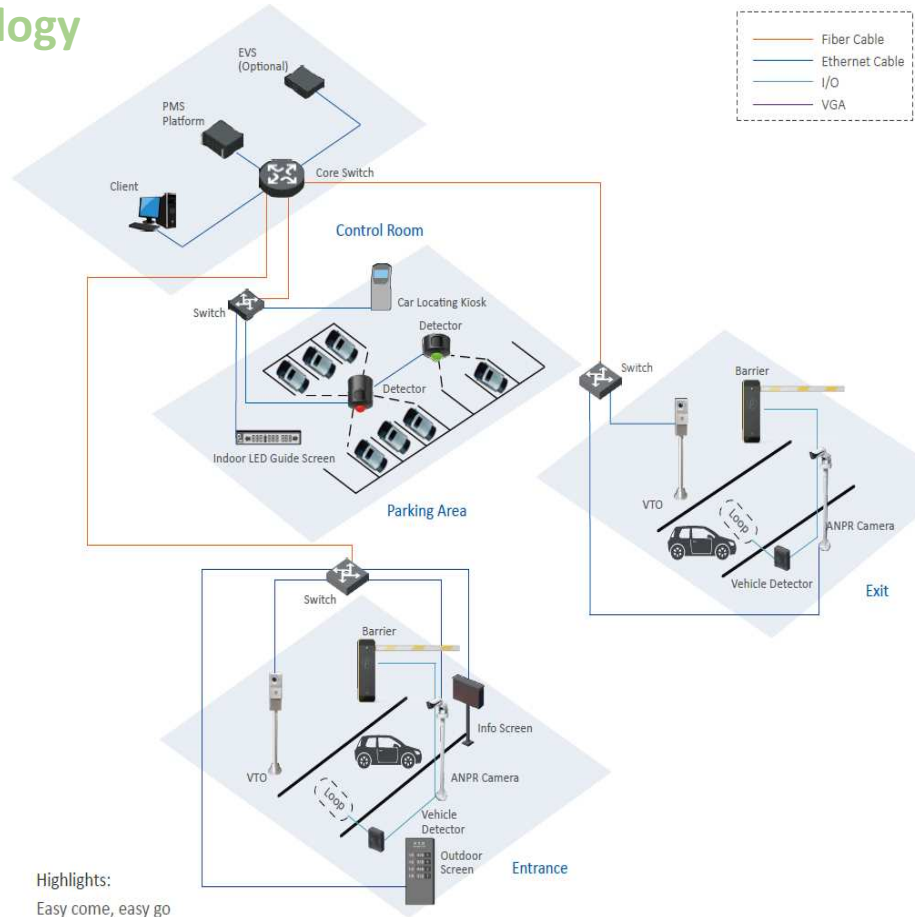 logy
Fiber Cable
Ethernet Cable
I/O
VGA
EVS
(Optional)
PMS
Platform
Core Switch
Client
Control Room
Switch
Car Locating Kiosk
Detector
Detector
Indoor LED Guide Screen
Parking Area
Switch
Barrier
VTO
Loop
ANPR Camera
Vehicle Detector
Exit
Switch
Barrier
Info Screen
VTO
ANPR Camera
Loop
Vehicle
Detector
Outdoor
Screen
Entrance
Highlights:
Easy come, easy go